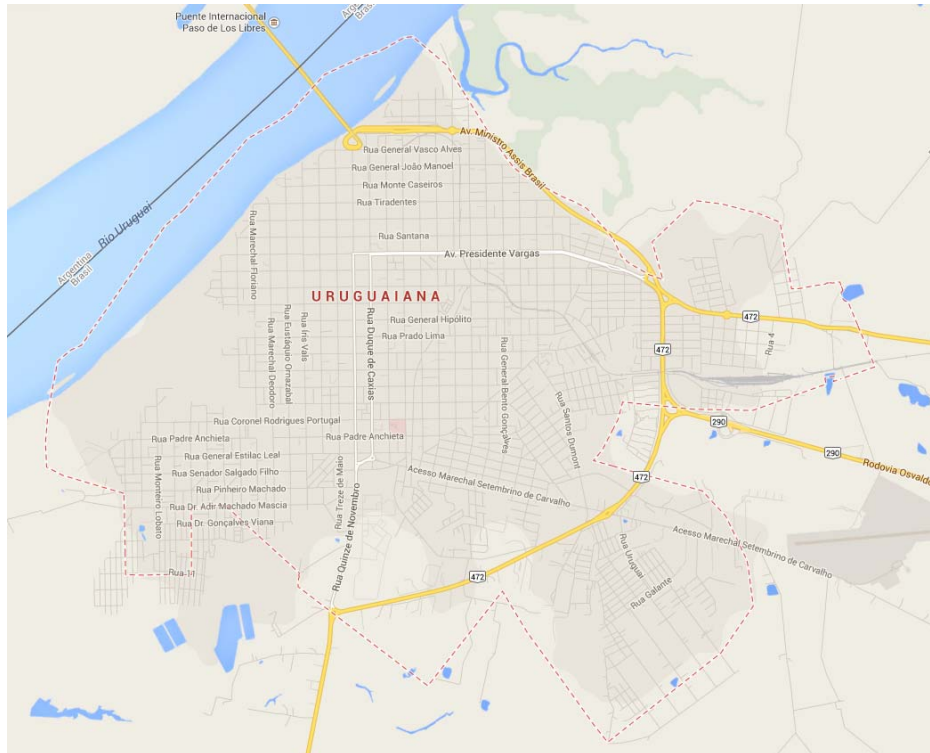 Puente Internacional
Paso de Los Libres
Argentina
Brasil
Av. Ministro Assis Brasil
Rua General Vasco Alves
Rua General João Manoel
Rua Monte Caseiros
Rua Tiradentes
Rio Uruguai
Argentina
Brasil
Rua Marechal Floriano
Rua Santana
Av. Presidente Vargas
URUGUAIANA
472
Rua General Hipólito
Rua Prado Lima
Rua Duque de Caxias
Rua Íris Vals
Rua Eustáquio Ornazabal
Rua Marechal Deodoro
Rua General Bento Gonçalves
Rua Santos Dumont
472
Rua 4
Rua Coronel Rodrigues Portugal
Rua Padre Anchieta
Rua Padre Anchieta
290
290
Rodovia Osvaldo
Rua General Estilac Leal
Rua Senador Salgado Filho
Rua Pinheiro Machado
Rua Dr. Adir Machado Mascia
Rua Dr. Gonçalves Viana
Rua Monteiro Lobato
Rua Treze de Maio
Rua Quinze de Novembro
Acesso Marechal Setembrino de Carvalho
472
Acesso Marechal Setembrino de Carvalho
Rua Uruguai
Rua Galante
Rua 11
472